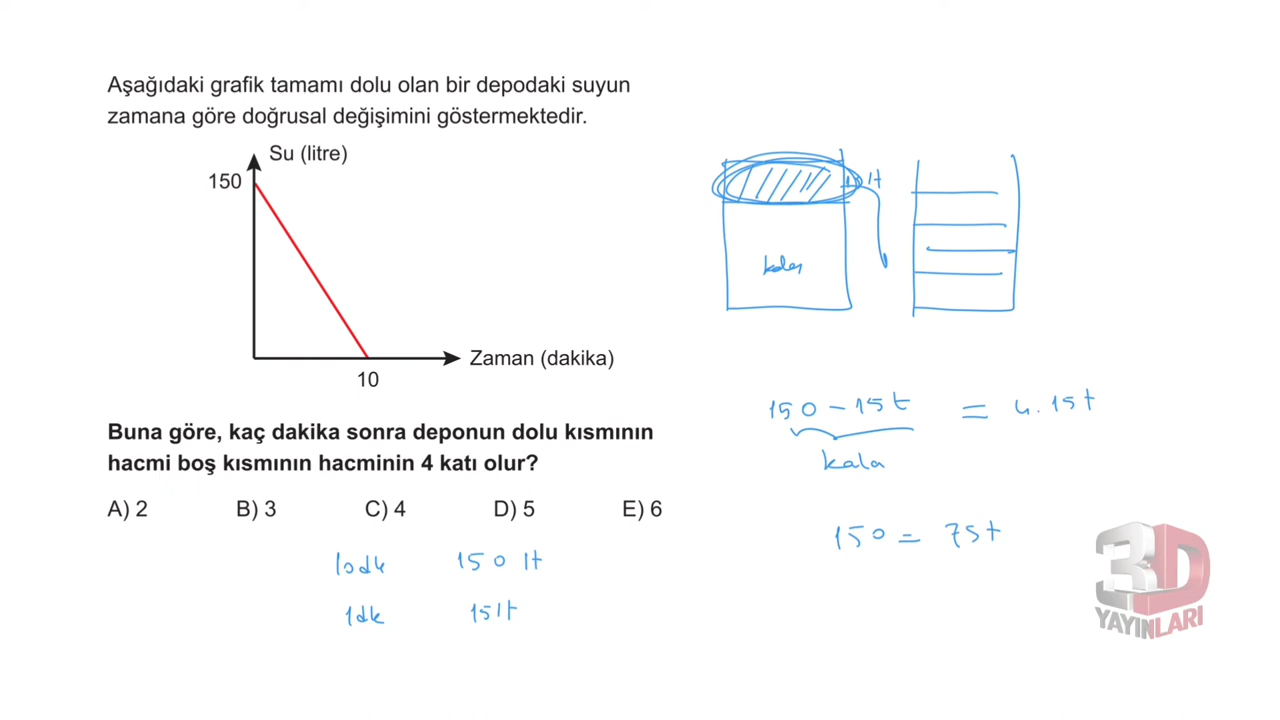 Aşağıdaki grafik tamamı dolu olan bir depodaki suyun
zamana göre doğrusal değişimini göstermektedir.
Su (litre)
150
Zaman (dakika)
10
Buna göre, kaç dakika sonra deponun dolu kısmının
hacmi boş kısmının hacminin 4 katı olur?
A) 2 B) 3 C) 4 D) 5 E) 6
10dk 150 lt
1dk 15lt
150 - 15t = 4.15t
kala
150 = 75t
3D
YAYINLARI